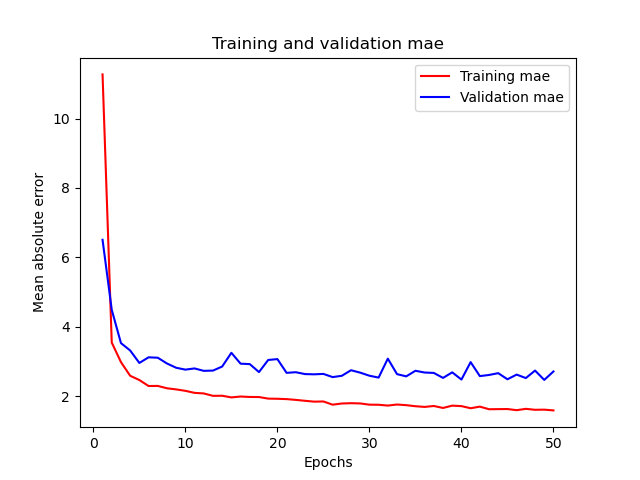 Training and validation mae
Training mae
Validation mae
Mean absolute error
10
8
6
4
2
0
10
20
30
40
50
Epochs